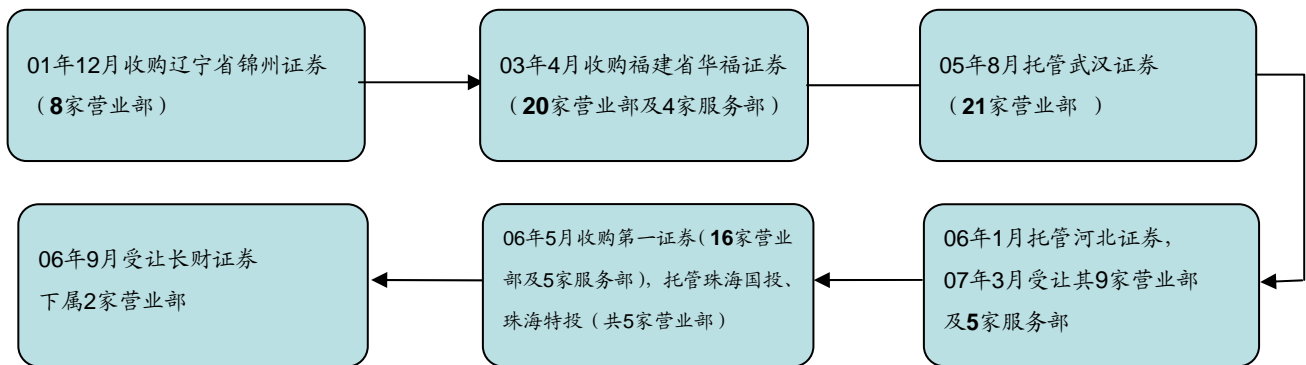 01年12月收购辽宁省锦州证券
（8家营业部）
03年4月收购福建省华福证券
（20家营业部及4家服务部）
05年8月托管武汉证券
（21家营业部 ）
06年1月托管河北证券，
07年3月受让其9家营业部
及5家服务部
06年5月收购第一证券（16家营业
部及5家服务部），托管珠海国投、
珠海特投（共5家营业部）
06年9月受让长财证券
下属2家营业部